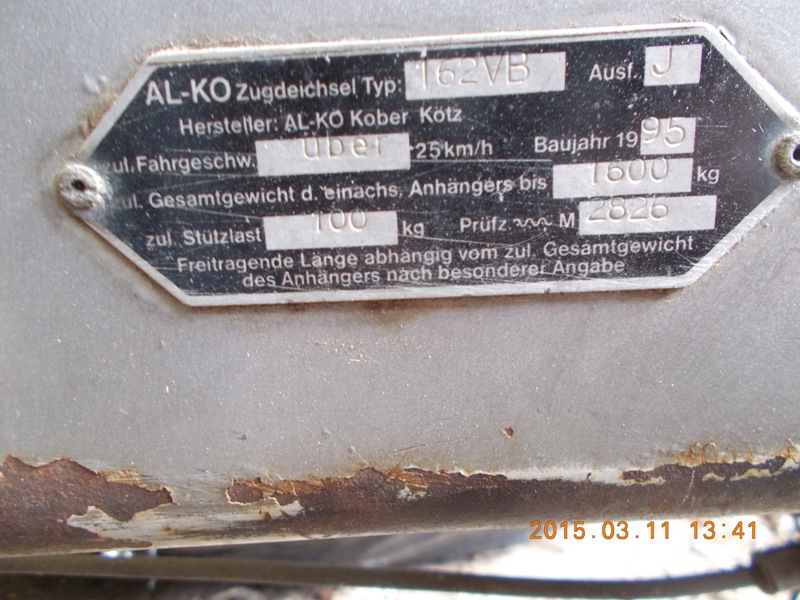 AL-KO Zugdeichsel Typ: 162VB Ausf. J
Hersteller: AL-KO Kober Kötz
zul. Fahrgeschw. über 25 km/h Baujahr 1995
zul. Gesamtgewicht d. einachs. Anhängers bis 1600 kg
zul. Stützlast 100 kg Prüfz. M 2826
Freitragende Länge abhängig vom zul. Gesamtgewicht
des Anhängers nach besonderer Angabe
2015.03.11 13:41